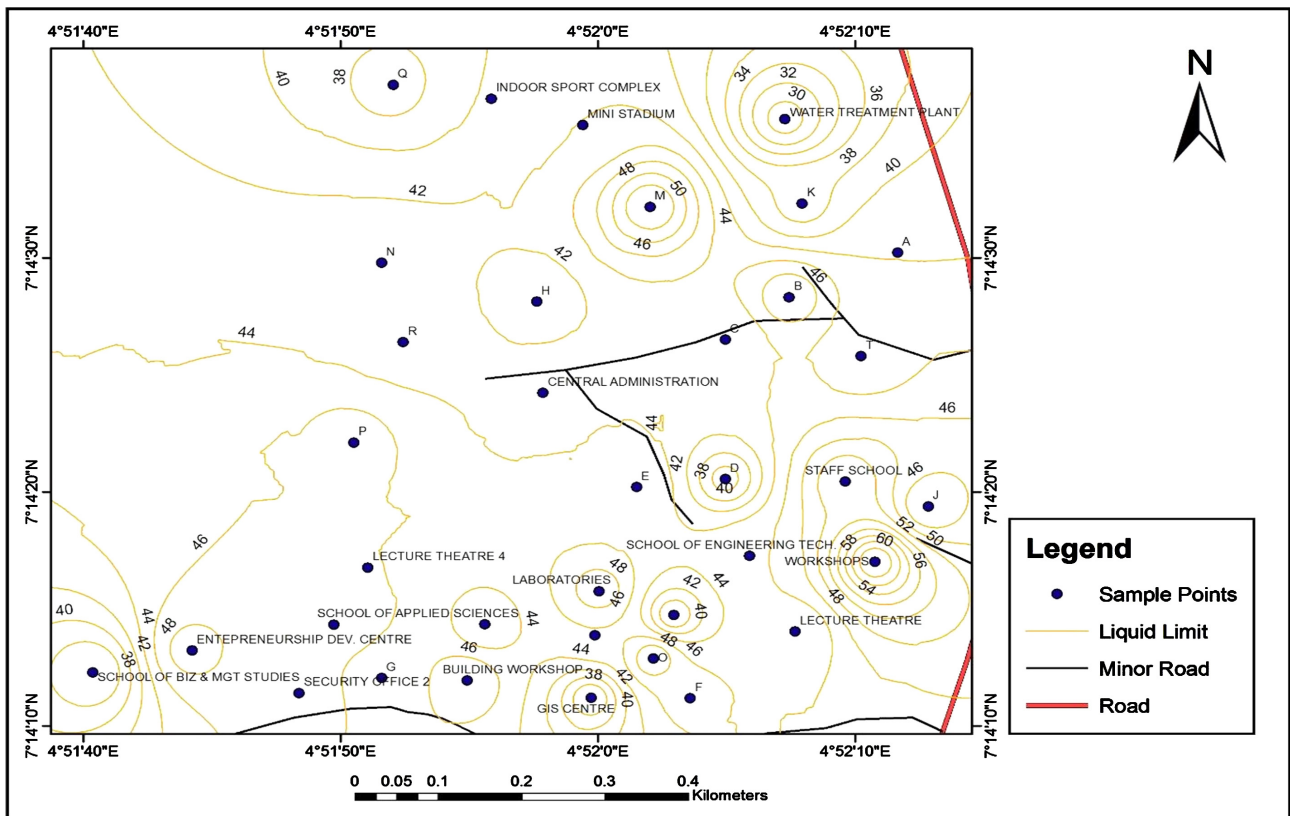 4°51'40"E 4°51'50"E 4°52'0"E 4°52'10"E
N
Q
40
38
INDOOR SPORT COMPLEX
MINI STADIUM
34
32
30
36
WATER TREATMENT PLANT
38
40
42
48
50
M
46
44
K
A
7°14'30"N
7°14'30"N
N
42
H
46
B
44
R
C
T
CENTRAL ADMINISTRATION
46
44
P
42
38
D
40
E
STAFF SCHOOL
46
J
7°14'20"N
7°14'20"N
46
52
50
58
60
56
54
48
SCHOOL OF ENGINEERING TECH.
WORKSHOPS
LECTURE THEATRE 4
LABORATORIES
48
46
42
44
40
LECTURE THEATRE
40
44
42
38
48
SCHOOL OF APPLIED SCIENCES
44
46
ENTEPRENEURSHIP DEV. CENTRE
44
48
46
O
SCHOOL OF BIZ & MGT STUDIES
SECURITY OFFICE 2
G
BUILDING WORKSHOP
38
42
40
F
GIS CENTRE
7°14'10"N
7°14'10"N
4°51'40"E 4°51'50"E 4°52'0"E 4°52'10"E
0 0.05 0.1 0.2 0.3 0.4
Kilometers
Legend
Sample Points
Liquid Limit
Minor Road
Road